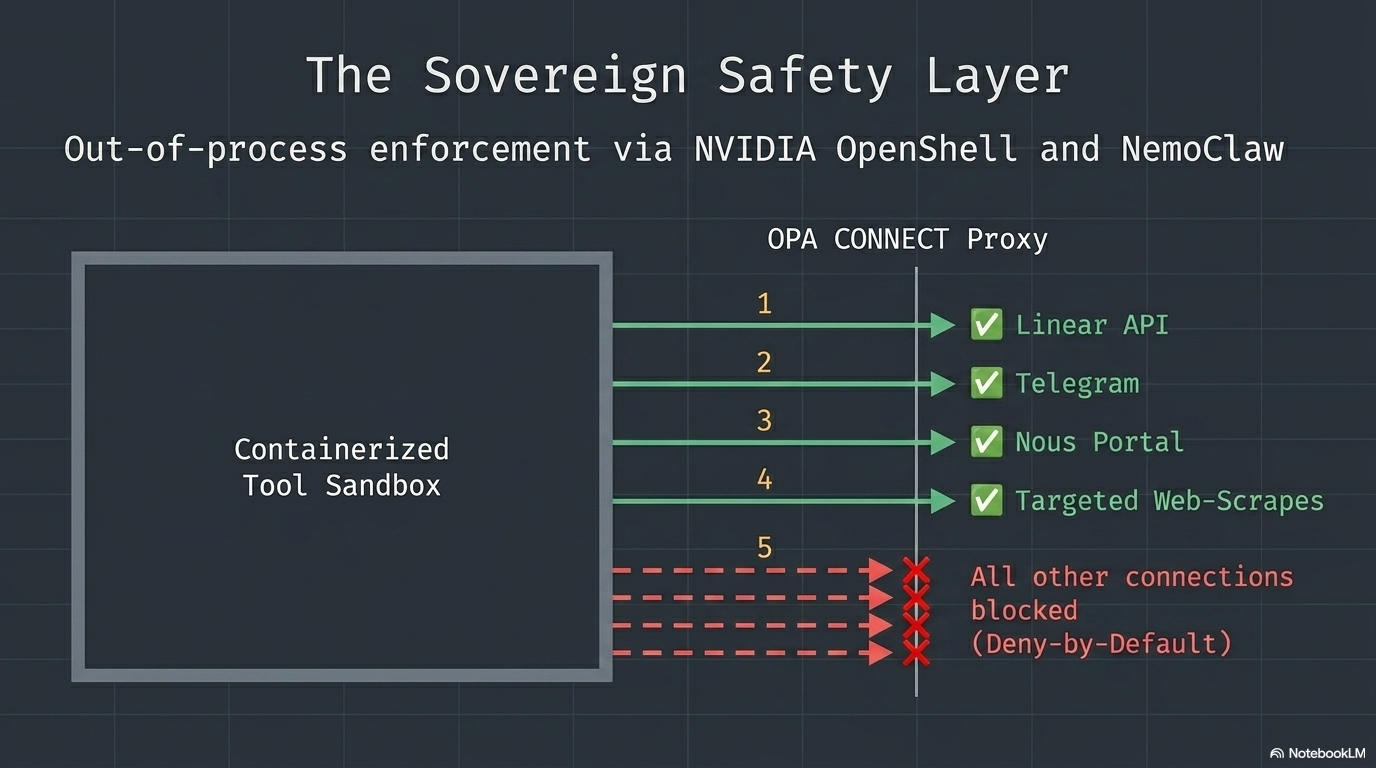 The Sovereign Safety Layer
Out-of-process enforcement via NVIDIA OpenShell and NemoClaw
OPA CONNECT Proxy
Containerized
Tool Sandbox
1
✅ Linear API
2
✅ Telegram
3
✅ Nous Portal
4
✅ Targeted Web-Scrapes
5
All other connections
blocked
(Deny-by-Default)
NotebookLM